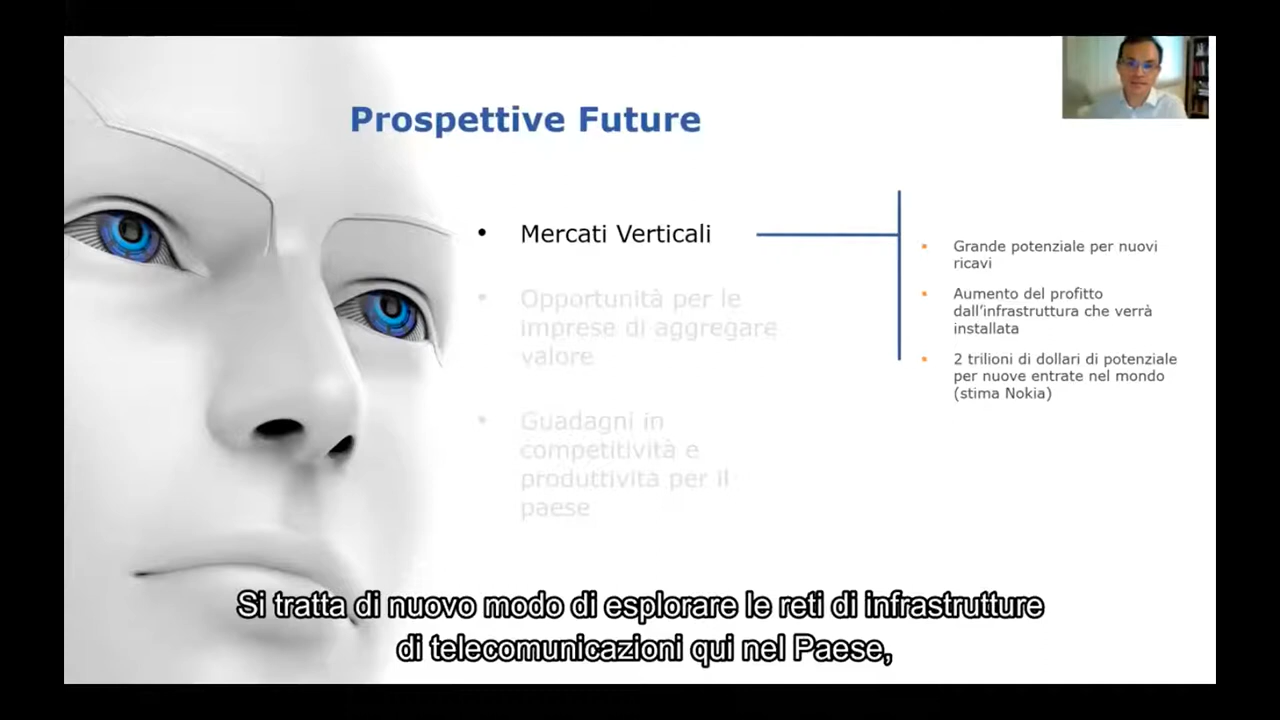 Prospettive Future
• Mercati Verticali
• Opportunità per le
imprese di aggregare
valore
• Guadagni in
competitività e
produttività per il
paese
▪ Grande potenziale per nuovi
ricavi
▪ Aumento del profitto
dall’infrastruttura che verrà
installata
▪ 2 trilioni di dollari di potenziale
per nuove entrate nel mondo
(stima Nokia)
Si tratta di nuovo modo di esplorare le reti di infrastrutture
di telecomunicazioni qui nel Paese,